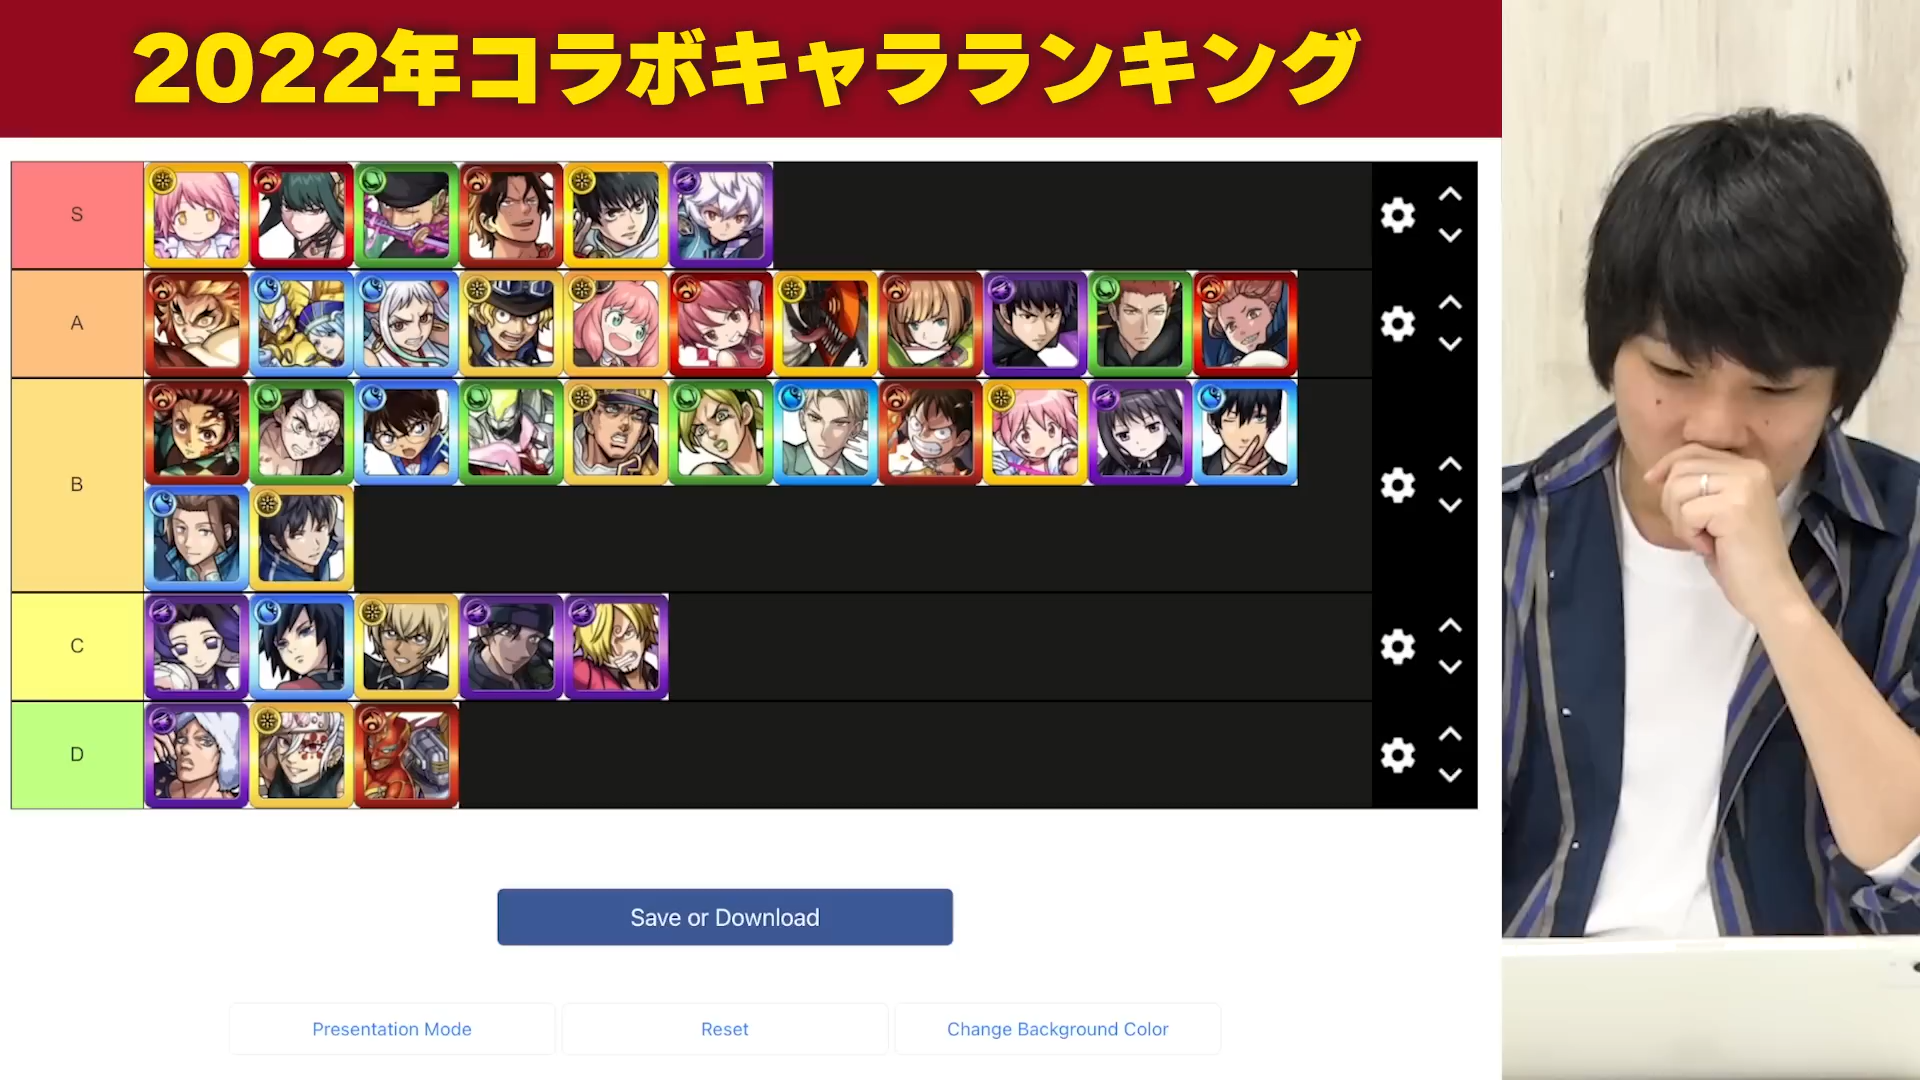 2022年コラボキャラランキング
S
A
B
C
D
Save or Download
Presentation Mode
Reset
Change Background Color